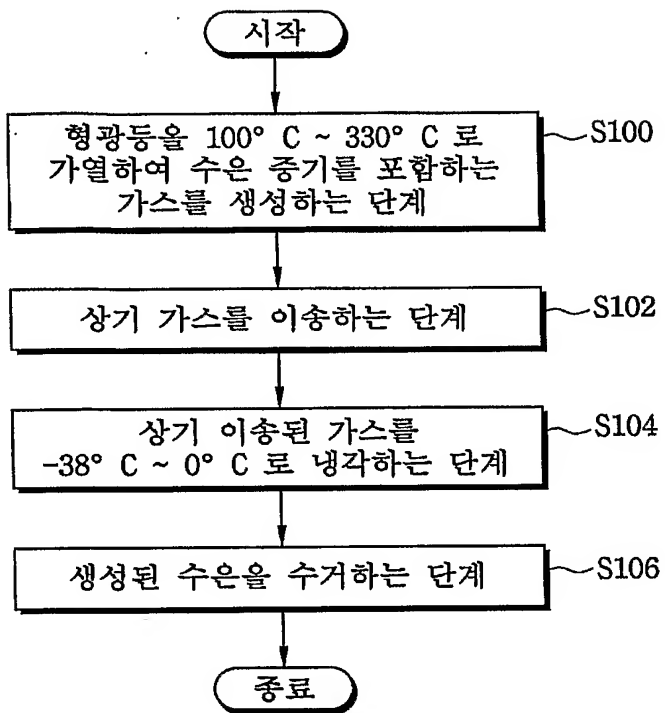 시작
형광등을 100° C ~ 330° C 로
가열하여 수은 증기를 포함하는
가스를 생성하는 단계
S100
상기 가스를 이송하는 단계
S102
상기 이송된 가스를
-38° C ~ 0° C 로 냉각하는 단계
S104
생성된 수은을 수거하는 단계
S106
종료